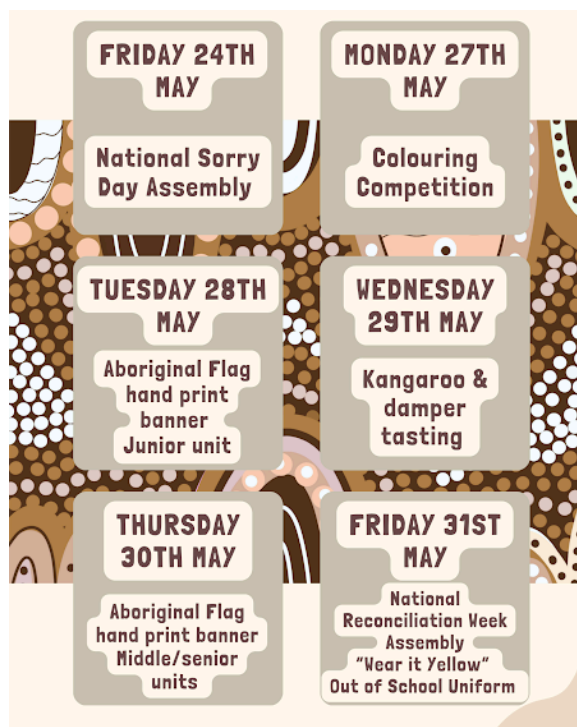 FRIDAY 24TH
MAY
National Sorry
Day Assembly
MONDAY 27TH
MAY
Colouring
Competition
TUESDAY 28TH
MAY
Aboriginal Flag
hand print
banner
Junior unit
WEDNESDAY
29TH MAY
Kangaroo &
damper
tasting
THURSDAY
30TH MAY
Aboriginal Flag
hand print banner
Middle/senior
units
FRIDAY 31ST
MAY
National
Reconciliation Week
Assembly
"Wear it Yellow"
Out of School Uniform